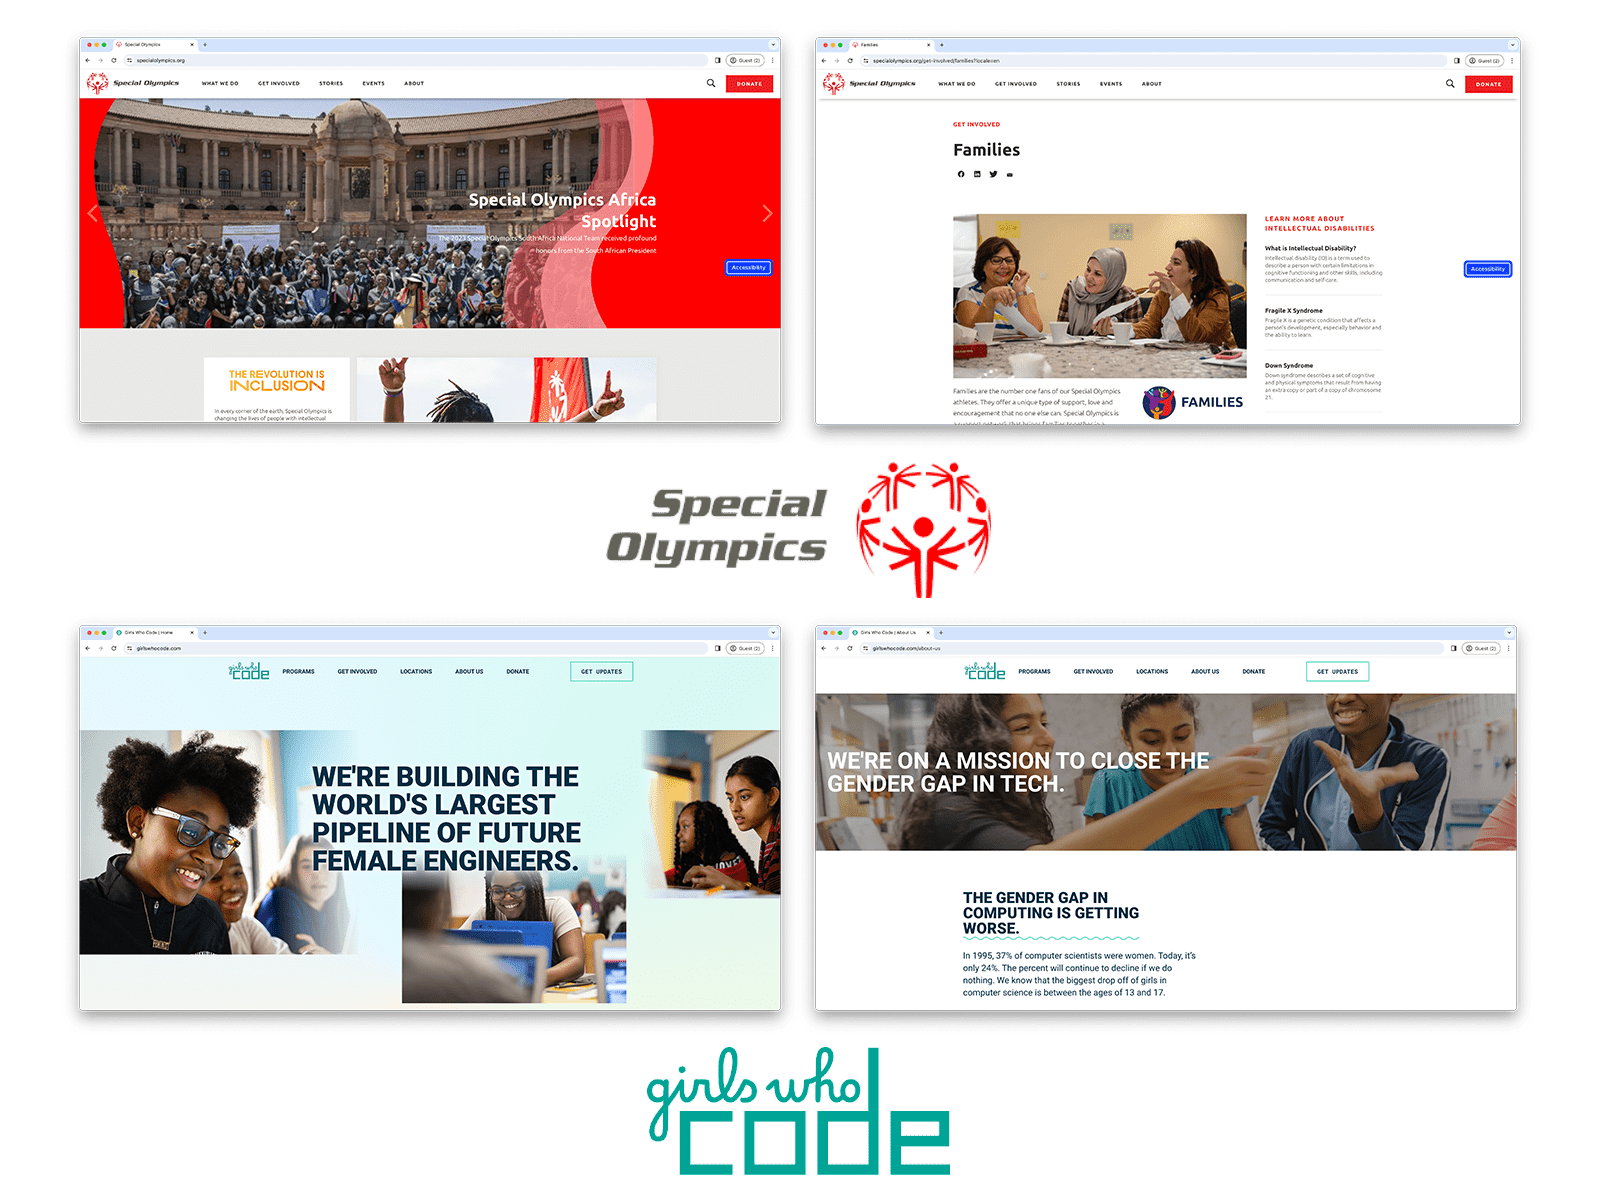 Special Olympics
specialolympics.org
Guest (2)
Special Olympics
WHAT WE DO
GET INVOLVED
STORIES
EVENTS
ABOUT
DONATE
Special Olympics Africa
Spotlight
The 2023 Special Olympics South Africa National Team received profound
honors from the South African President
Accessibility
THE REVOLUTION IS
INCLUSION
In every corner of the earth, Special Olympics is
changing the lives of people with intellectual
Families
specialolympics.org/get-involved/families?locale=en
Guest (2)
Special Olympics
WHAT WE DO
GET INVOLVED
STORIES
EVENTS
ABOUT
DONATE
GET INVOLVED
Families
LEARN MORE ABOUT
INTELLECTUAL DISABILITIES
What is Intellectual Disability?
Intellectual disability (ID) is a term used to
describe a person with certain limitations in
cognitive functioning and other skills, including
communication and self-care.
Accessibility
Fragile X Syndrome
Fragile X is a genetic condition that affects a
person's development, especially behavior and
the ability to learn.
Down Syndrome
Down syndrome describes a set of cognitive
and physical symptoms that result from having
an extra copy or part of a copy of chromosome
21.
Families are the number one fans of our Special Olympics
athletes. They offer a unique type of support, love and
encouragement that no one else can. Special Olympics is
a support network that brings families together in a
FAMILIES
Special
Olympics
Girls Who Code | Home
girlswhocode.com
Guest (2)
girls who
code
PROGRAMS
GET INVOLVED
LOCATIONS
ABOUT US
DONATE
GET UPDATES
WE'RE BUILDING THE
WORLD'S LARGEST
PIPELINE OF FUTURE
FEMALE ENGINEERS.
Girls Who Code | About Us
girlswhocode.com/about-us
Guest (2)
girls who
code
PROGRAMS
GET INVOLVED
LOCATIONS
ABOUT US
DONATE
GET UPDATES
WE'RE ON A MISSION TO CLOSE THE
GENDER GAP IN TECH.
THE GENDER GAP IN
COMPUTING IS GETTING
WORSE.
In 1995, 37% of computer scientists were women. Today, it's
only 24%. The percent will continue to decline if we do
nothing. We know that the biggest drop off of girls in
computer science is between the ages of 13 and 17.
girls who
code